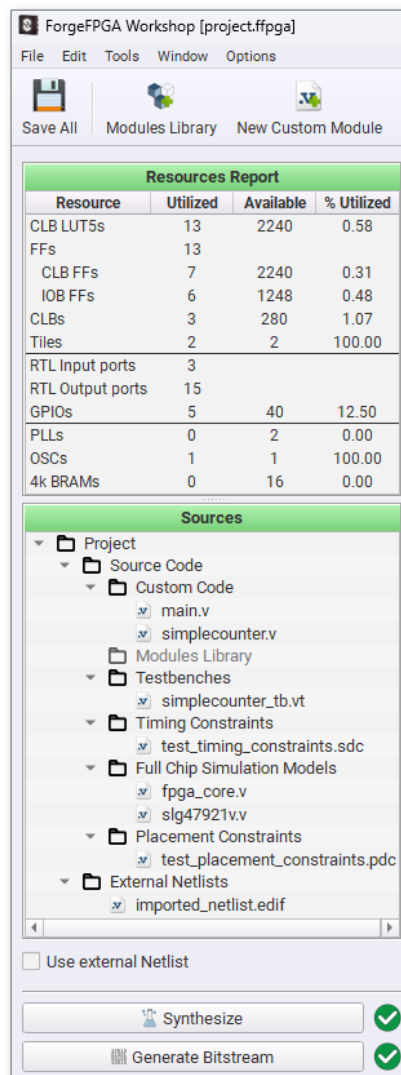 ForgeFPGA Workshop [project.ffpga]
File Edit Tools Window Options
Save All Modules Library New Custom Module
Resources Report
Resource Utilized Available % Utilized
CLB LUT5s 13 2240 0.58
FFs 13
CLB FFs 7 2240 0.31
IOB FFs 6 1248 0.48
CLBs 3 280 1.07
Tiles 2 2 100.00
RTL Input ports 3
RTL Output ports 15
GPIOs 5 40 12.50
PLLs 0 2 0.00
OSCs 1 1 100.00
4k BRAMs 0 16 0.00
Sources
Project
Source Code
Custom Code
main.v
simplecounter.v
Modules Library
Testbenches
simplecounter_tb.vt
Timing Constraints
test_timing_constraints.sdc
Full Chip Simulation Models
fpga_core.v
slg47921v.v
Placement Constraints
test_placement_constraints.pdc
External Netlists
imported_netlist.edif
Use external Netlist
Synthesize
Generate Bitstream